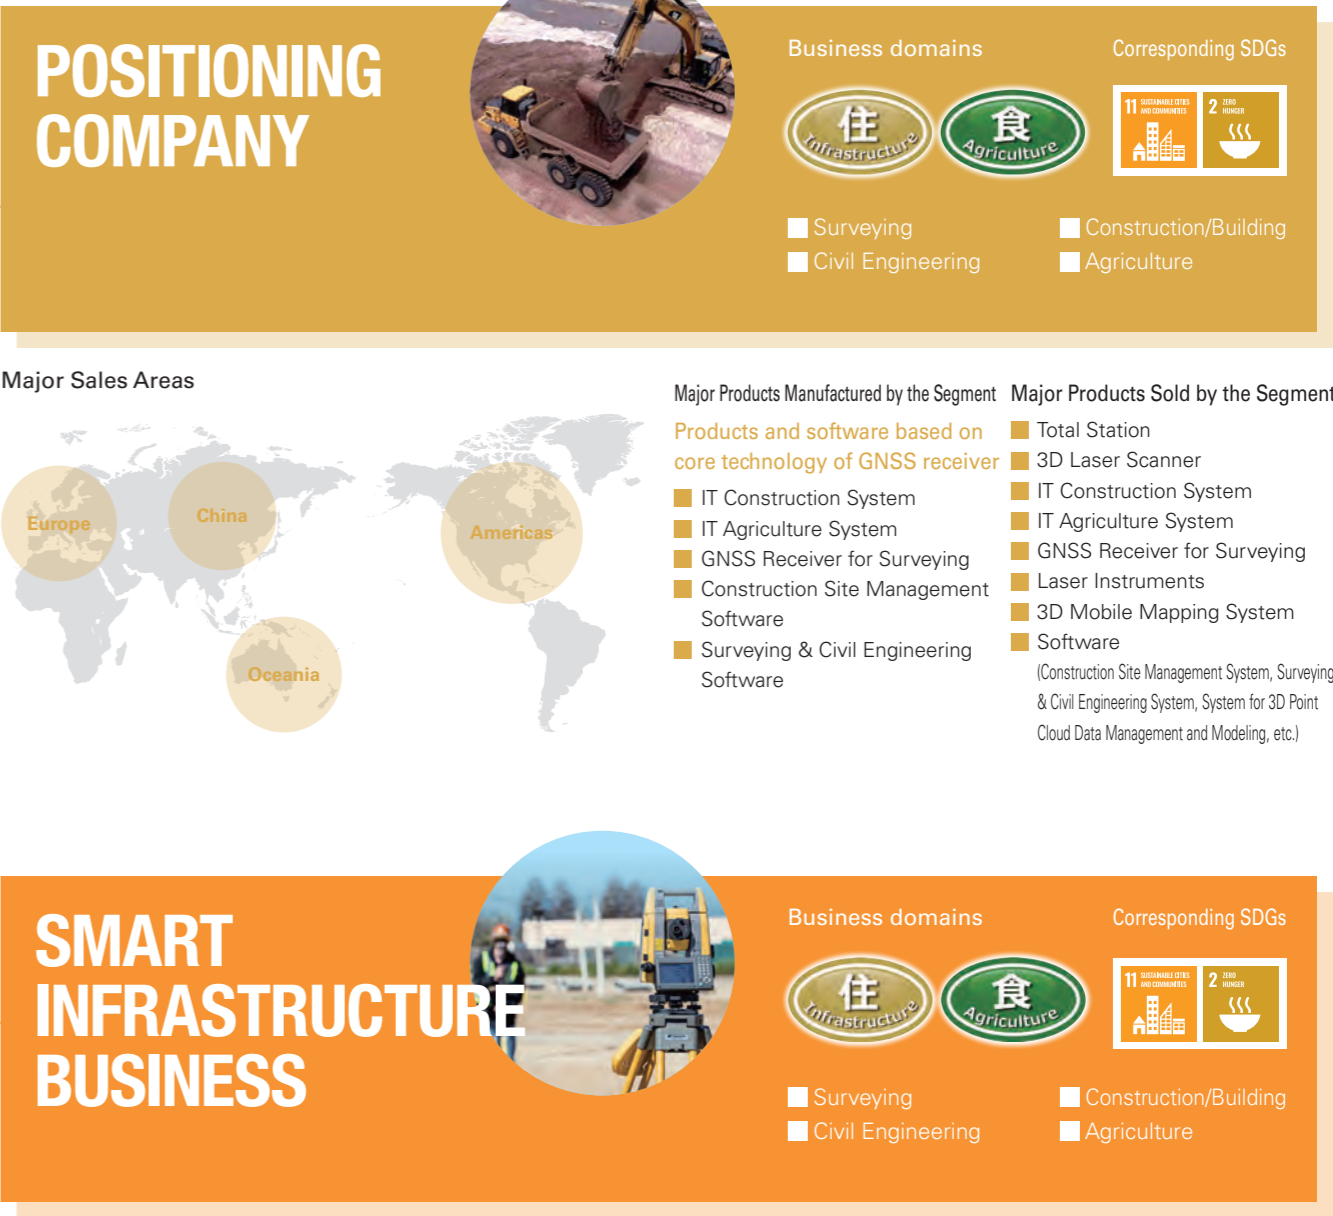 POSITIONING
COMPANY
Business domains
Corresponding SDGs
住
Infrastructure
食
Agriculture
11 SUSTAINABLE CITIES
AND COMMUNITIES
2 ZERO
HUNGER
Surveying
Construction/Building
Civil Engineering
Agriculture
Major Sales Areas
Europe
China
Americas
Oceania
Major Products Manufactured by the Segment
Products and software based on
core technology of GNSS receiver
IT Construction System
IT Agriculture System
GNSS Receiver for Surveying
Construction Site Management
Software
Surveying & Civil Engineering
Software
Major Products Sold by the Segment
Total Station
3D Laser Scanner
IT Construction System
IT Agriculture System
GNSS Receiver for Surveying
Laser Instruments
3D Mobile Mapping System
Software
(Construction Site Management System, Surveying
& Civil Engineering System, System for 3D Point
Cloud Data Management and Modeling, etc.)
SMART
INFRASTRUCTURE
BUSINESS
Business domains
Corresponding SDGs
住
Infrastructure
食
Agriculture
11 SUSTAINABLE CITIES
AND COMMUNITIES
2 ZERO
HUNGER
Surveying
Construction/Building
Civil Engineering
Agriculture